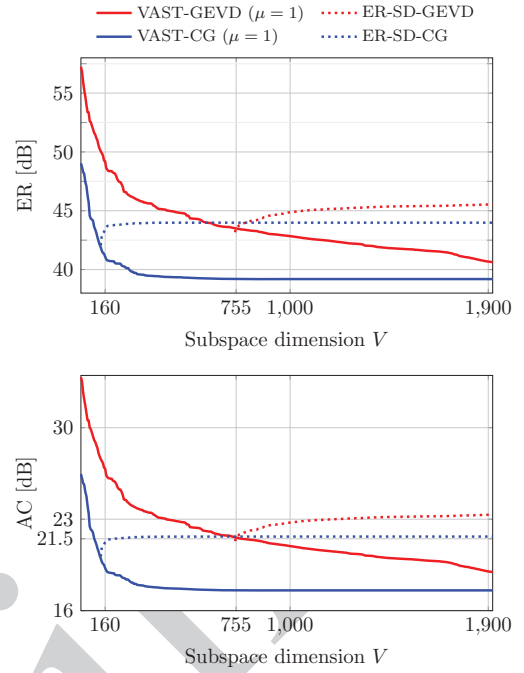 VAST-GEVD (μ = 1) ER-SD-GEVD
VAST-CG (μ = 1) ER-SD-CG
ER [dB]
55
50
45
40
160 755 1,000 1,900
Subspace dimension V
AC [dB]
30
23
21.5
16
160 755 1,000 1,900
Subspace dimension V